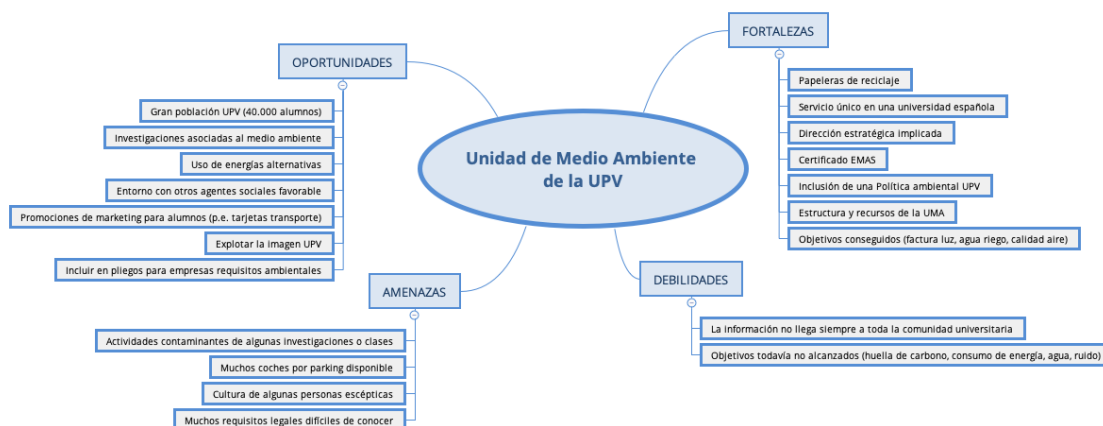 Unidad de Medio Ambiente
de la UPV
OPORTUNIDADES
Gran población UPV (40.000 alumnos)
Investigaciones asociadas al medio ambiente
Uso de energías alternativas
Entorno con otros agentes sociales favorable
Promociones de marketing para alumnos (p.e. tarjetas transporte)
Explotar la imagen UPV
Incluir en pliegos para empresas requisitos ambientales
FORTALEZAS
Papeleras de reciclaje
Servicio único en una universidad española
Dirección estratégica implicada
Certificado EMAS
Inclusión de una Política ambiental UPV
Estructura y recursos de la UMA
Objetivos conseguidos (factura luz, agua riego, calidad aire)
AMENAZAS
Actividades contaminantes de algunas investigaciones o clases
Muchos coches por parking disponible
Cultura de algunas personas escépticas
Muchos requisitos legales difíciles de conocer
DEBILIDADES
La información no llega siempre a toda la comunidad universitaria
Objetivos todavía no alcanzados (huella de carbono, consumo de energía, agua, ruido)